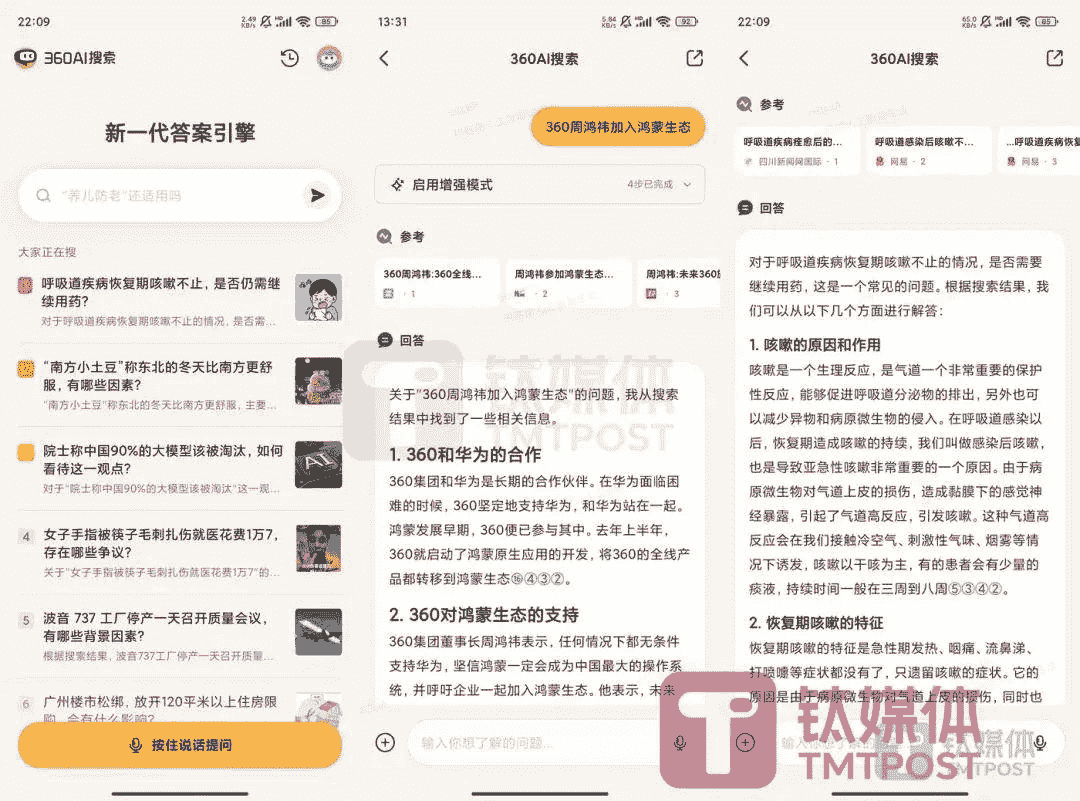 22:09
2.49 KB/s
HD
85
360AI搜索
新一代答案引擎
“养儿防老”还适用吗
大家正在搜
呼吸道疾病恢复期咳嗽不止，是否仍需继
续用药？
对于呼吸道疾病恢复期咳嗽不止的情况，是否需...
“南方小土豆”称东北的冬天比南方更舒
服，有哪些因素？
“南方小土豆”称东北的冬天比南方更舒服，主要...
院士称中国90%的大模型该被淘汰，如何
看待这一观点？
对于“院士称中国90%的大模型该被淘汰”这一观...
4
女子手指被筷子毛刺扎伤就医花费1万7，
存在哪些争议？
关于“女子手指被筷子毛刺扎伤就医花费1万7”的...
5
波音 737 工厂停产一天召开质量会议，
有哪些背景因素？
根据搜索结果，波音737工厂停产一天召开质量...
6
广州楼市松绑，放开120平米以上住房限
购，会有什么影响？
按住说话提问
13:31
5.84 KB/s
HD
92
360AI搜索
360周鸿祎加入鸿蒙生态
启用增强模式
4步已完成
参考
360周鸿祎:360全线...
· 1
周鸿祎参加鸿蒙生态...
· 2
周鸿祎:未来360
· 3
回答
关于“360周鸿祎加入鸿蒙生态”的问题，我从搜索
结果中找到了一些相关信息。
1. 360和华为的合作
360集团和华为是长期的合作伙伴。在华为面临困
难的时候，360坚定地支持华为，和华为站在一起。
鸿蒙发展早期，360便已参与其中。去年上半年，
360就启动了鸿蒙原生应用的开发，将360的全线产
品都转移到鸿蒙生态⑯④③②。
2. 360对鸿蒙生态的支持
360集团董事长周鸿祎表示，任何情况下都无条件
支持华为，坚信鸿蒙一定会成为中国最大的操作系
统，并呼吁企业一起加入鸿蒙生态。他表示，未来
输入你想了解的问题...
22:09
65.0 KB/s
HD
85
360AI搜索
参考
呼吸道疾病痊愈后的...
四川新闻网国际 · 1
呼吸道感染后咳嗽不...
网易 · 2
...呼吸道疾病恢
网易 · 3
回答
对于呼吸道疾病恢复期咳嗽不止的情况，是否需要
继续用药，这是一个常见的问题。根据搜索结果，我
们可以从以下几个方面进行解答：
1. 咳嗽的原因和作用
咳嗽是一个生理反应，是气道一个非常重要的保护
性反应，能够促进呼吸道分泌物的排出，另外也可
以减少异物和病原微生物的侵入。在呼吸道感染以
后，恢复期造成咳嗽的持续，我们叫做感染后咳嗽，
也是导致亚急性咳嗽非常重要的一个原因。由于病
原微生物对气道上皮的损伤，造成黏膜下的感觉神
经暴露，引起了气道高反应，引发咳嗽。这种气道高
反应会在我们接触冷空气、刺激性气味、烟雾等情
况下诱发，咳嗽以干咳为主，有的患者会有少量的
痰液，持续时间一般在三周到八周⑤③④②。
2. 恢复期咳嗽的特征
恢复期咳嗽的特征是急性期发热、咽痛、流鼻涕、
打喷嚏等症状都没有了，只遗留咳嗽的症状。它的
原因是由于病原微生物对气道上皮的损伤，同时也
输入你想了解的
钛媒体
TMTPOST
钛媒体
TMTPOST
钛媒体
TMTPOST